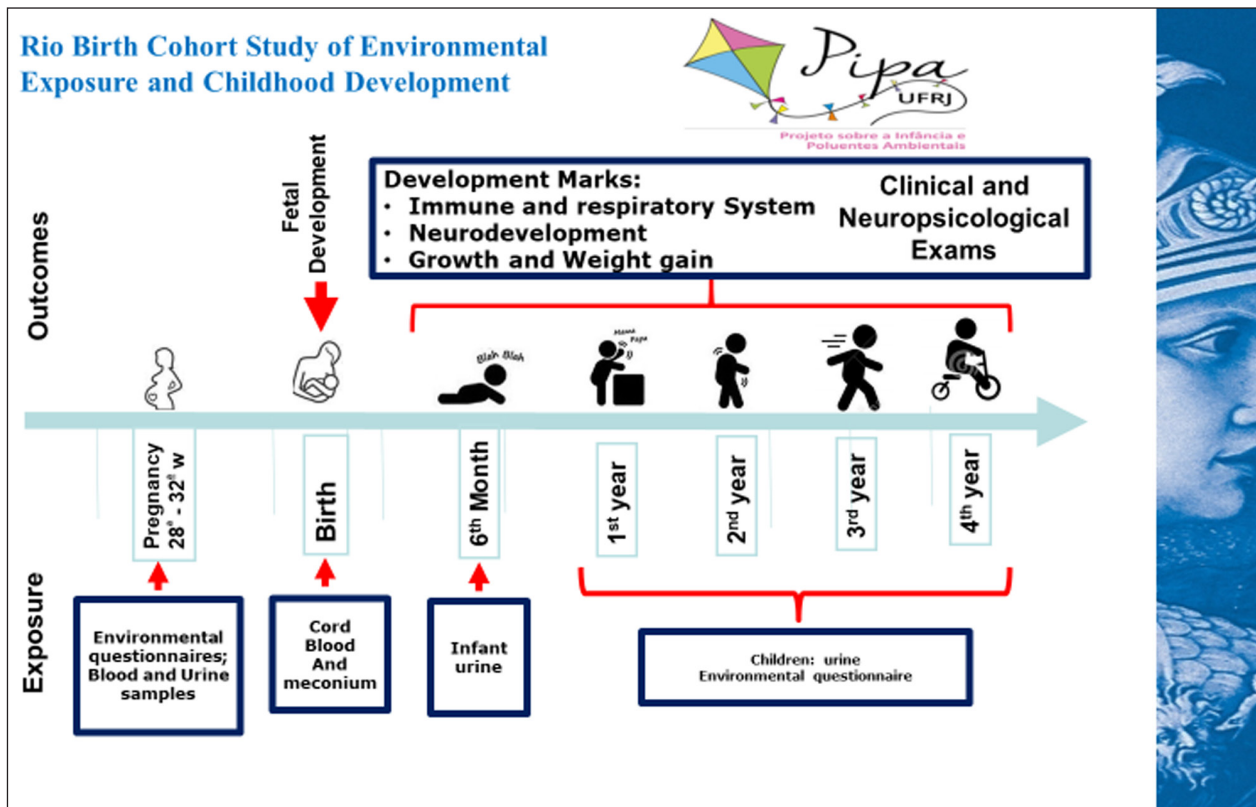 Rio Birth Cohort Study of Environmental
Exposure and Childhood Development
Pipa
UFRJ
Projeto sobre a Infância e
Poluentes Ambientais
Outcomes
Fetal
Development
Development Marks:
• Immune and respiratory System
• Neurodevelopment
• Growth and Weight gain
Clinical and
Neuropsicological
Exams
Blah Blah
Mama
Papa
Pregnancy
28ª - 32ª w
Birth
6th Month
1st year
2nd year
3rd year
4th year
Exposure
Environmental
questionnaires;
Blood and Urine
samples
Cord
Blood
And
meconium
Infant
urine
Children: urine
Environmental questionnaire